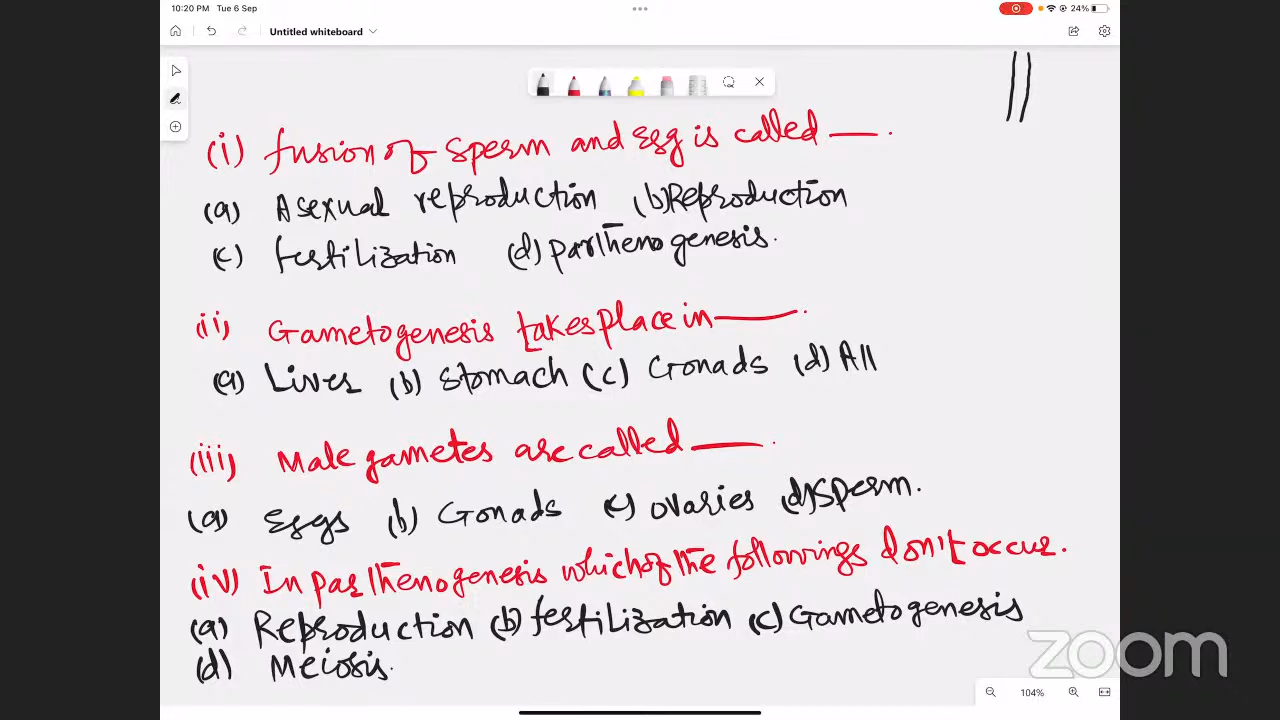 10:20 PM Tue 6 Sep
24%
Untitled whiteboard
(i) fusion of sperm and Egg is called —.
(a) Asexual reproduction (b) Reproduction
(c) fertilization (d) parthenogenesis.
(ii) Gametogenesis takes place in —.
(a) Liver (b) Stomach (c) Gonads (d) All
(iii) Male gametes are called —.
(a) Eggs (b) Gonads (c) ovaries (d) Sperm.
(iv) In parthenogenesis which of the followings don't occur.
(a) Reproduction (b) fertilization (c) Gametogenesis
(d) Meiosis.
zoom
104%